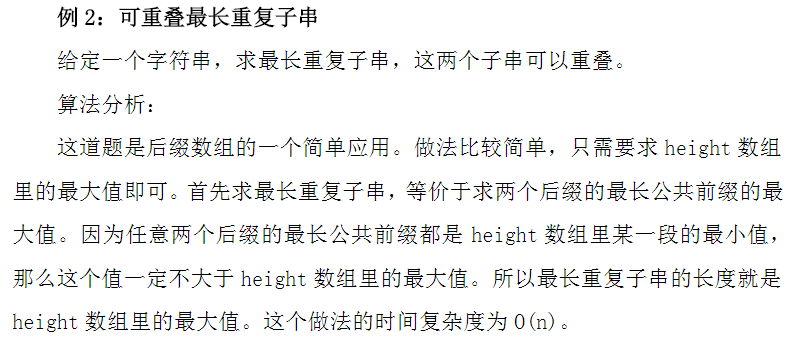 例 2：可重叠最长重复子串
给定一个字符串，求最长重复子串，这两个子串可以重叠。
算法分析：
这道题是后缀数组的一个简单应用。做法比较简单，只需要求 height 数组
里的最大值即可。首先求最长重复子串，等价于求两个后缀的最长公共前缀的最
大值。因为任意两个后缀的最长公共前缀都是 height 数组里某一段的最小值，
那么这个值一定不大于 height 数组里的最大值。所以最长重复子串的长度就是
height 数组里的最大值。这个做法的时间复杂度为 O(n)。